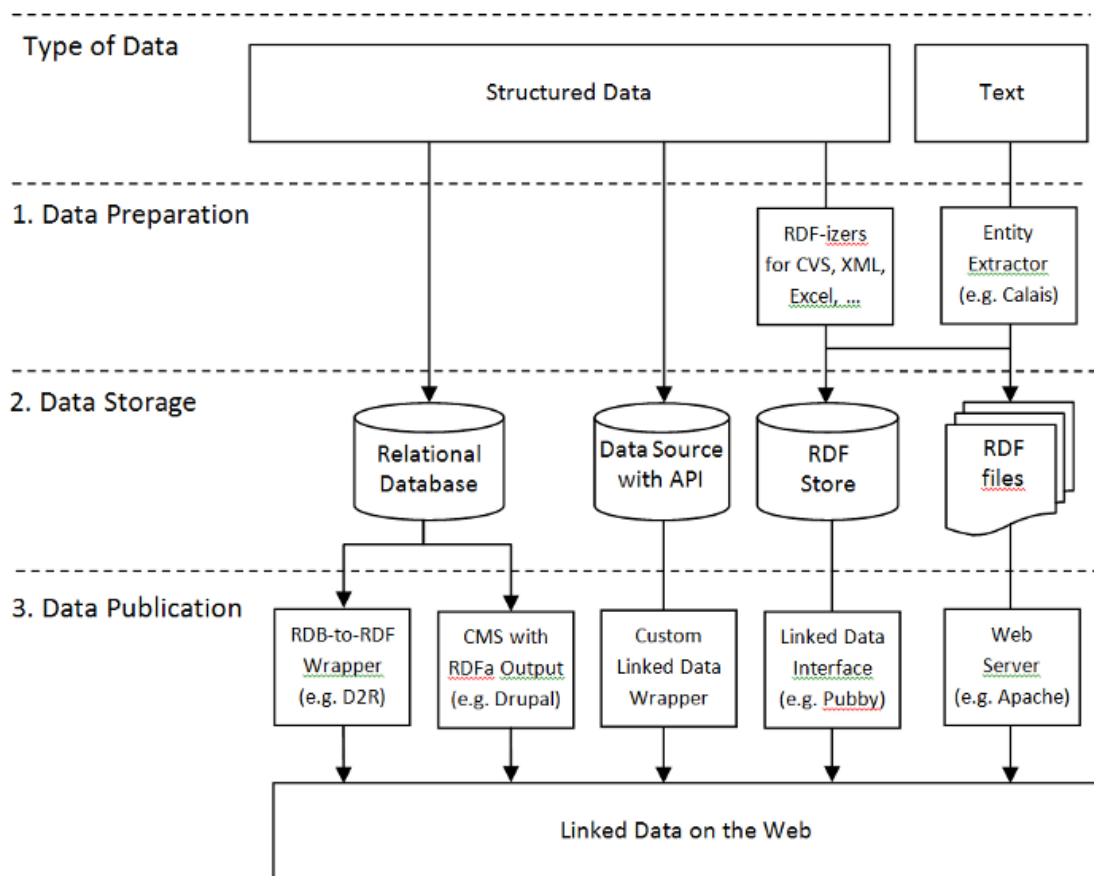 Type of Data
Structured Data
Text
1. Data Preparation
RDF-izers
for CVS, XML,
Excel, ...
Entity
Extractor
(e.g. Calais)
2. Data Storage
Relational
Database
Data Source
with API
RDF
Store
RDF
files
3. Data Publication
RDB-to-RDF
Wrapper
(e.g. D2R)
CMS with
RDFa Output
(e.g. Drupal)
Custom
Linked Data
Wrapper
Linked Data
Interface
(e.g. Pubby)
Web
Server
(e.g. Apache)
Linked Data on the Web